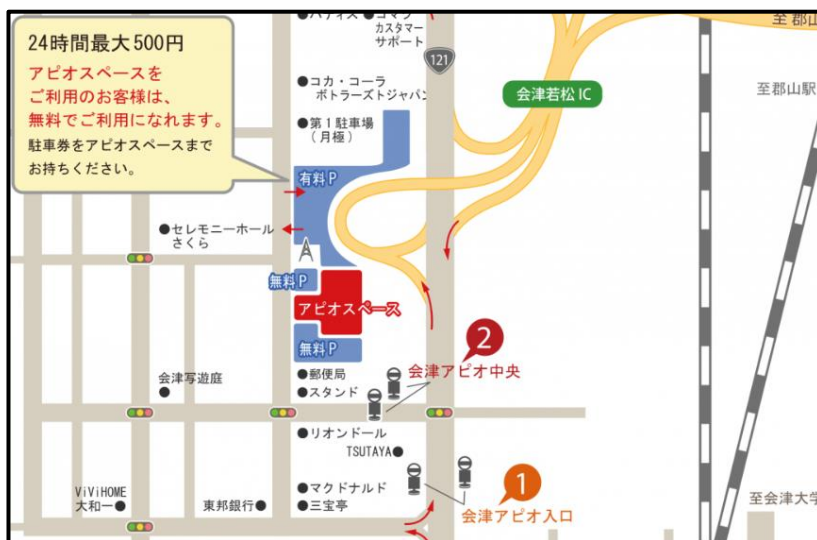 24時間最大500円
アピオスペースを
ご利用のお客様は、
無料でご利用になれます。
駐車券をアピオスペースまで
お持ちください。
カスタマー
サポート
121
至 郡山
●コカ・コーラ
ボトラーズジャパン
会津若松 IC
至郡山駅
●第１駐車場
(月極)
有料 P
●セレモニーホール
さくら
無料 P
アピオスペース
無料 P
2
会津アピオ中央
●郵便局
●スタンド
会津写遊庭
●リオンドール
TSUTAYA●
1
会津アピオ入口
●マクドナルド
●三宝亭
ViViHOME
大和一●
東邦銀行●
至会津大学